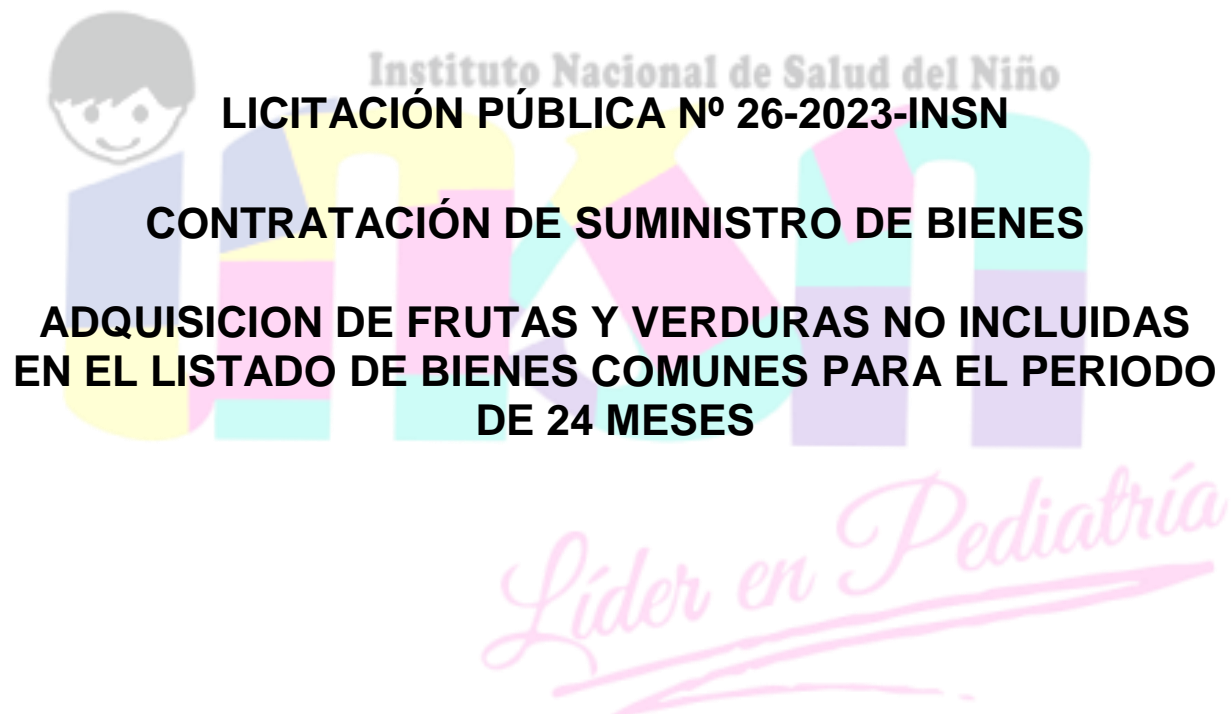 Instituto Nacional de Salud del Niño
LICITACIÓN PÚBLICA Nº 26-2023-INSN
CONTRATACIÓN DE SUMINISTRO DE BIENES
ADQUISICION DE FRUTAS Y VERDURAS NO INCLUIDAS
EN EL LISTADO DE BIENES COMUNES PARA EL PERIODO
DE 24 MESES
insn
Líder en Pediatría